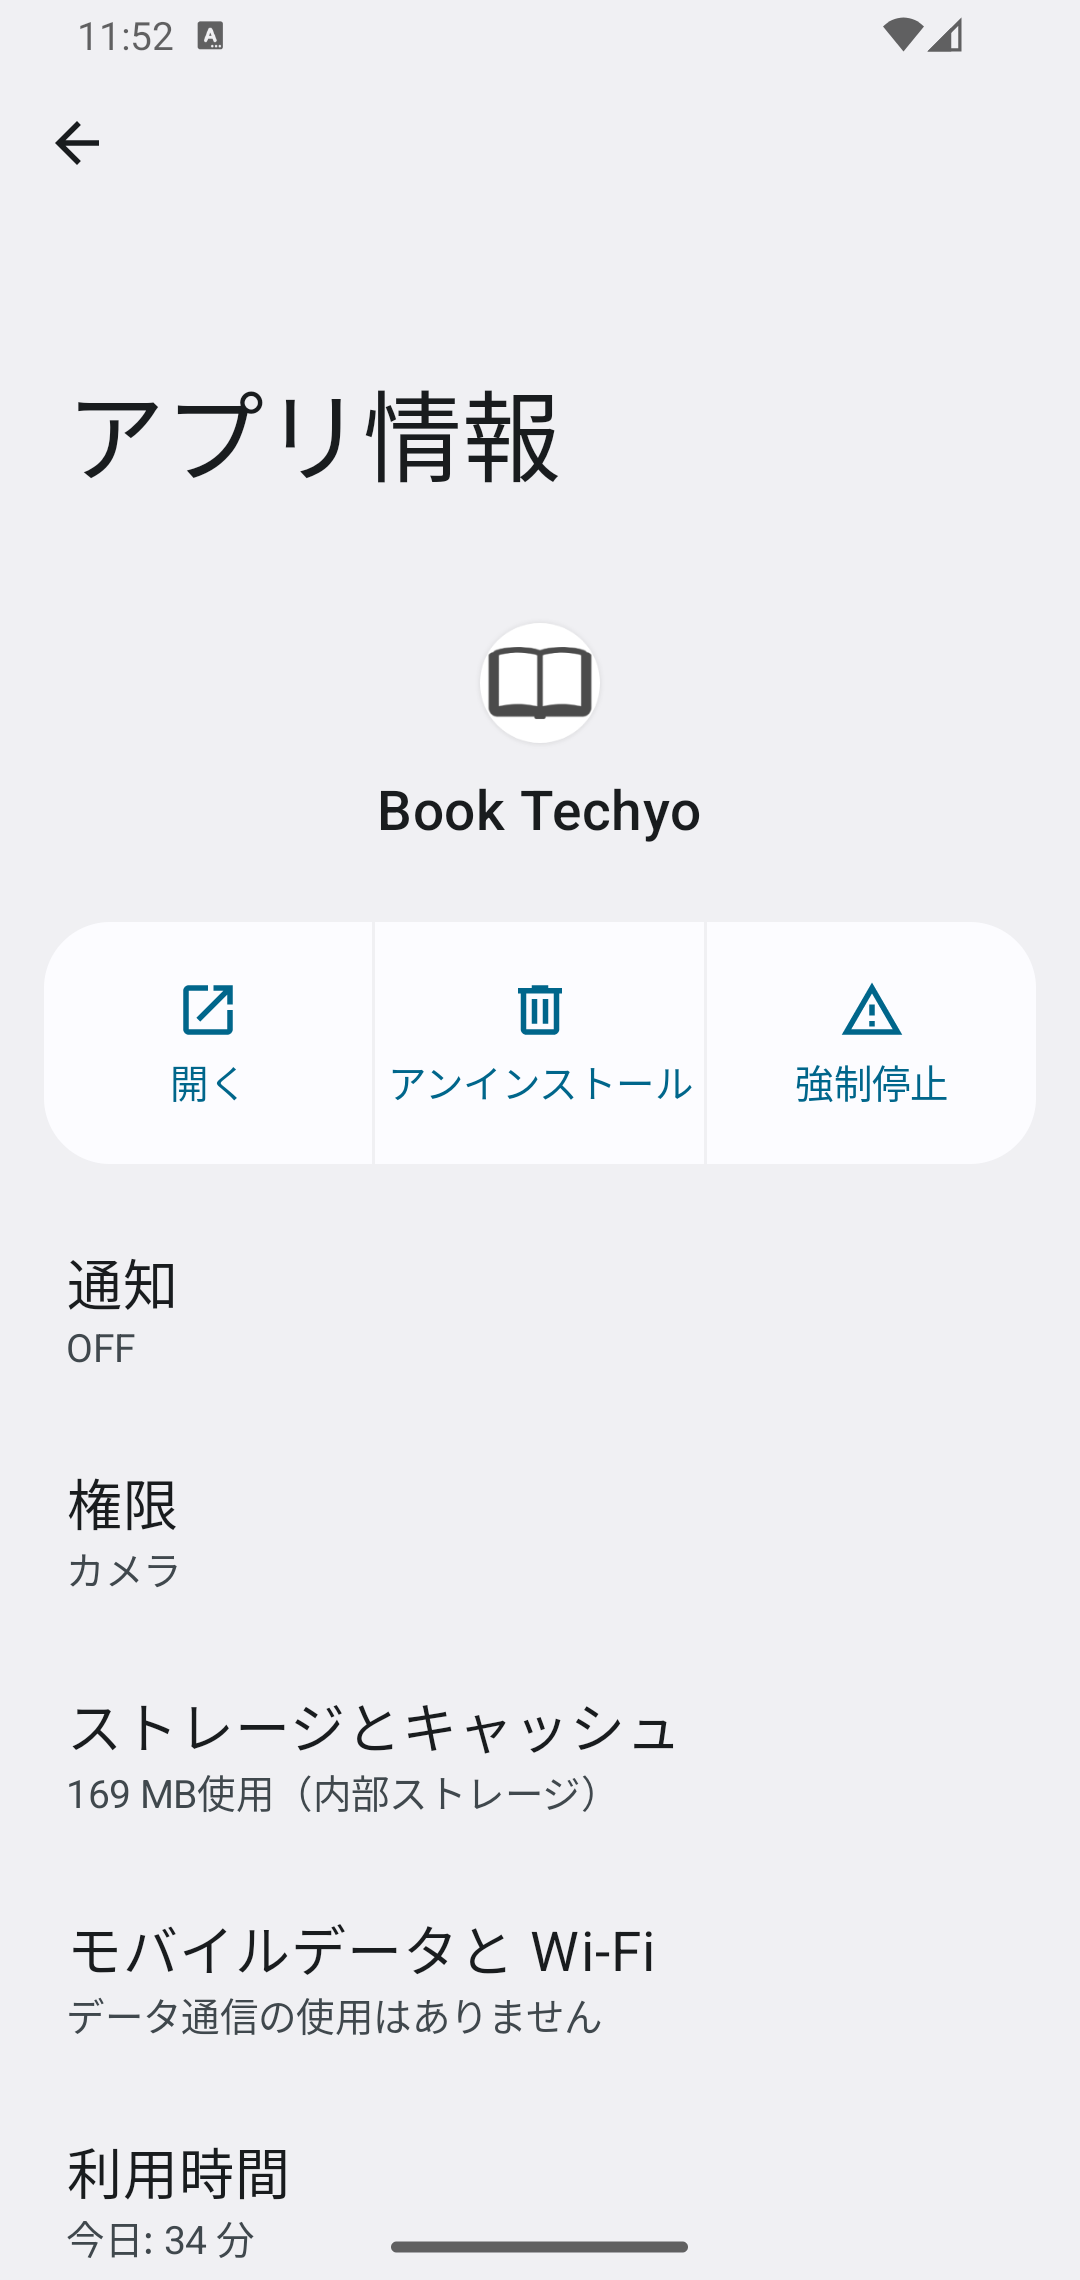 11:52
アプリ情報
Book Techyo
開く
アンインストール
強制停止
通知
OFF
権限
カメラ
ストレージとキャッシュ
169 MB使用（内部ストレージ）
モバイルデータと Wi-Fi
データ通信の使用はありません
利用時間
今日: 34 分